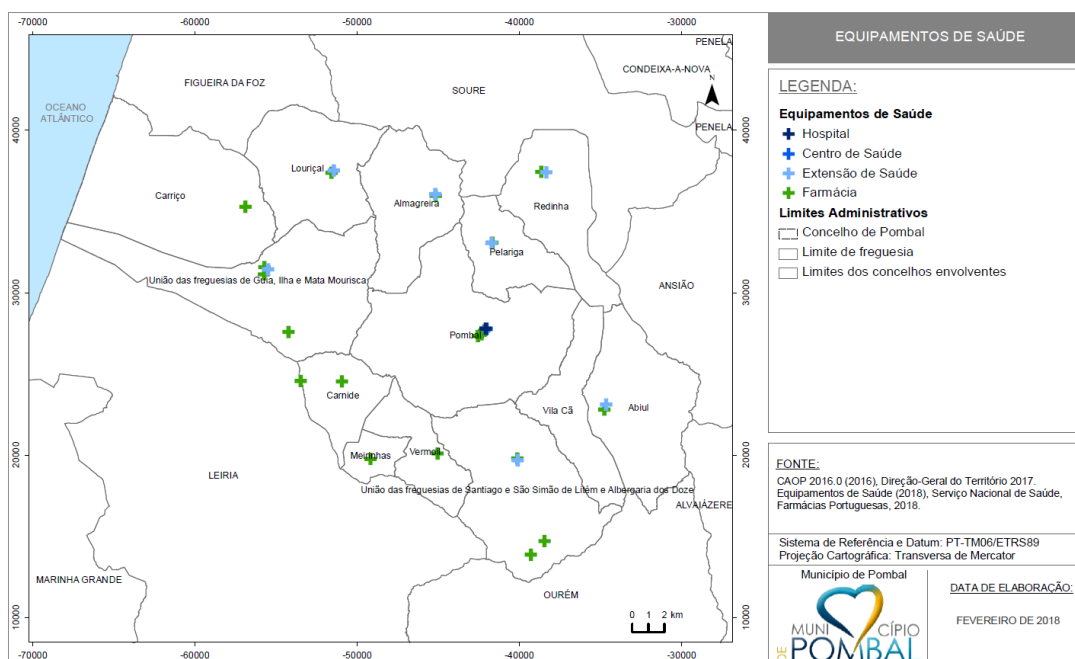 -70000 -60000 -50000 -40000 -30000
EQUIPAMENTOS DE SAÚDE
PENELA
CONDEIXA-A-NOVA
N
FIGUEIRA DA FOZ
SOURE
OCEANO
ATLÂNTICO
PENELA
40000 40000
Louriçal
Carriço
Almagreira
Redinha
Pelariga
União das freguesias de Guia, Ilha e Mata Mourisca
ANSIÃO
30000 30000
Pombal
Carnide
Vila Cã
Abiul
20000 20000
Meirinhas
Vermoil
LEIRIA
União das freguesias de Santiago e São Simão de Litém e Albergaria dos Doze
ALVAIÁZERE
MARINHA GRANDE
OURÉM
0 1 2 km
10000 10000
-70000 -60000 -50000 -40000 -30000
LEGENDA:
Equipamentos de Saúde
Hospital
Centro de Saúde
Extensão de Saúde
Farmácia
Limites Administrativos
Concelho de Pombal
Limite de freguesia
Limites dos concelhos envolventes
FONTE:
CAOP 2016.0 (2016), Direção-Geral do Território 2017.
Equipamentos de Saúde (2018), Serviço Nacional de Saúde,
Farmácias Portuguesas, 2018.
Sistema de Referência e Datum: PT-TM06/ETRS89
Projeção Cartográfica: Transversa de Mercator
Município de Pombal
MUNI CÍPIO
DE POMBAL
DATA DE ELABORAÇÃO:
FEVEREIRO DE 2018